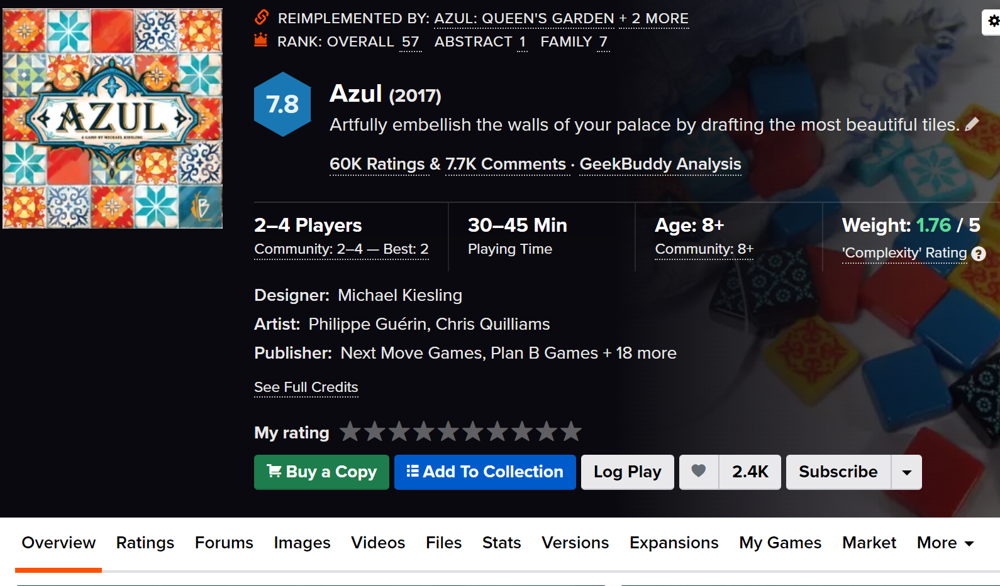 REIMPLEMENTED BY: AZUL: QUEEN'S GARDEN + 2 MORE
RANK: OVERALL 57 ABSTRACT 1 FAMILY 7
AZUL
A GAME BY MICHAEL KIESLING
B
7.8
Azul (2017)
Artfully embellish the walls of your palace by drafting the most beautiful tiles.
60K Ratings & 7.7K Comments · GeekBuddy Analysis
2–4 Players
Community: 2–4 — Best: 2
30–45 Min
Playing Time
Age: 8+
Community: 8+
Weight: 1.76 / 5
'Complexity' Rating ?
Designer: Michael Kiesling
Artist: Philippe Guérin, Chris Quilliams
Publisher: Next Move Games, Plan B Games + 18 more
See Full Credits
My rating
Buy a Copy
Add To Collection
Log Play
2.4K
Subscribe
Overview Ratings Forums Images Videos Files Stats Versions Expansions My Games Market More